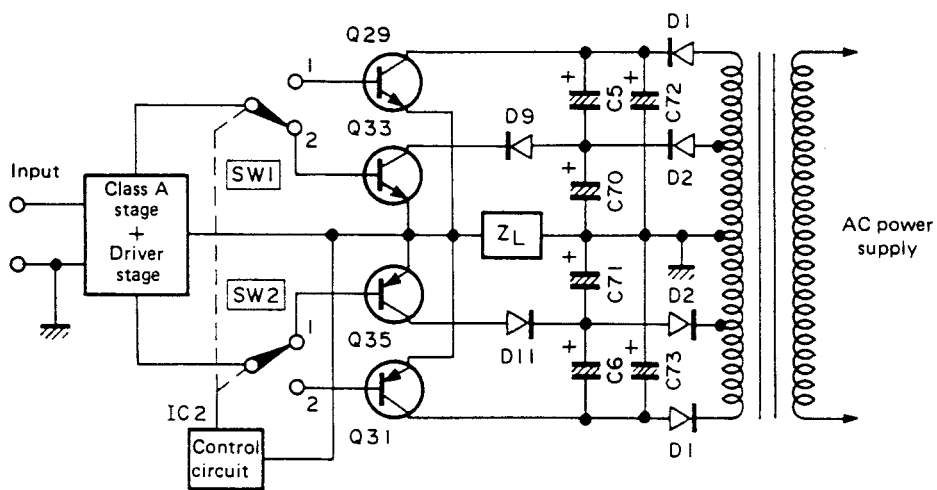 Q29
1
D1
+
C5
+
C72
Q33
2
D9
D2
SW1
C70
Input
Class A
stage
+
Driver
stage
ZL
AC power
supply
SW2
C71
D2
1
Q35
D11
+
C6
+
C73
2
IC2
Q31
D1
Control
circuit